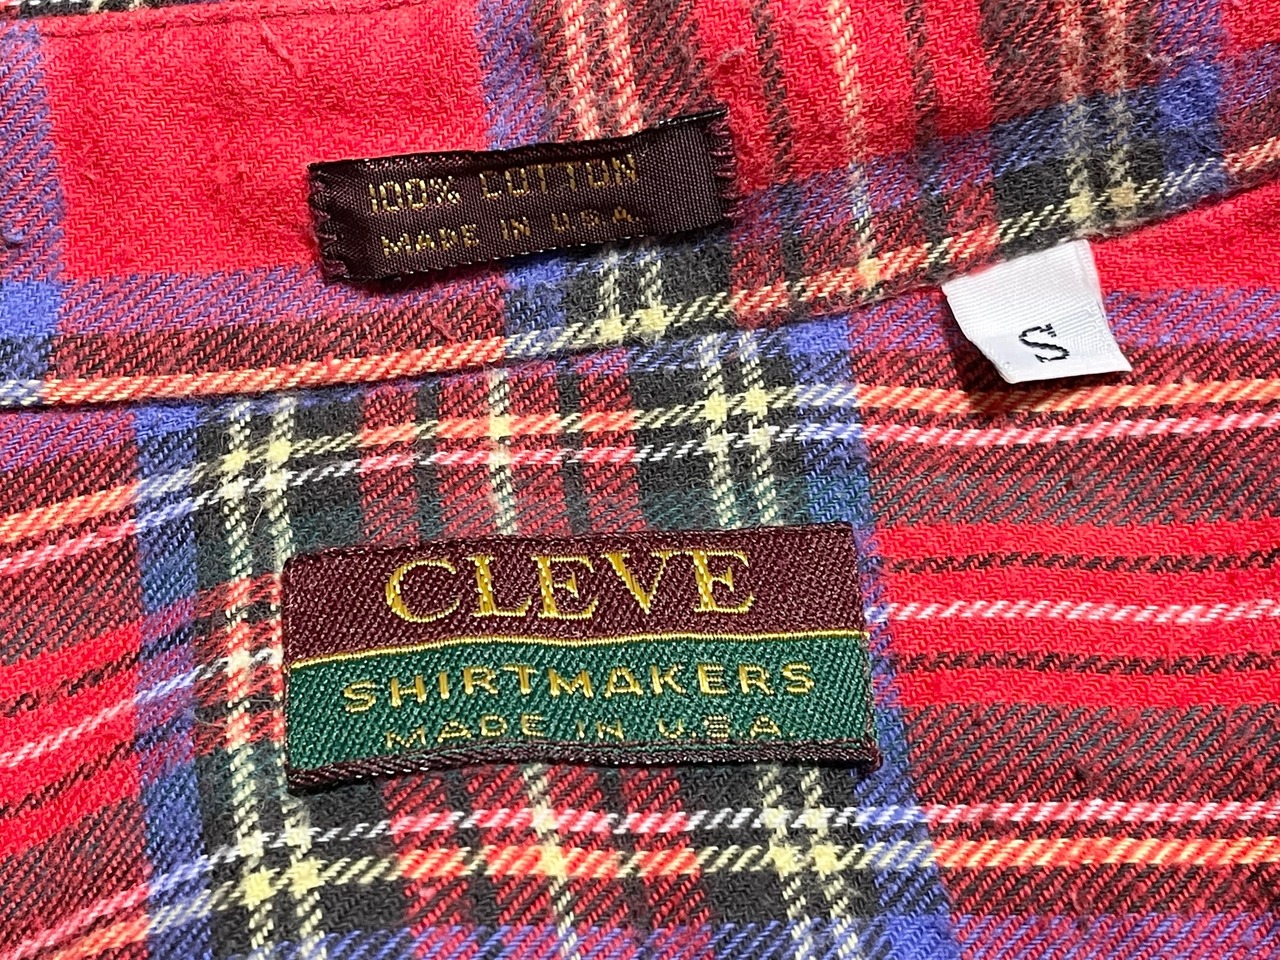 100% COTTON
MADE IN U.S.A.
S
CLEVE
SHIRTMAKERS
MADE IN U.S.A.